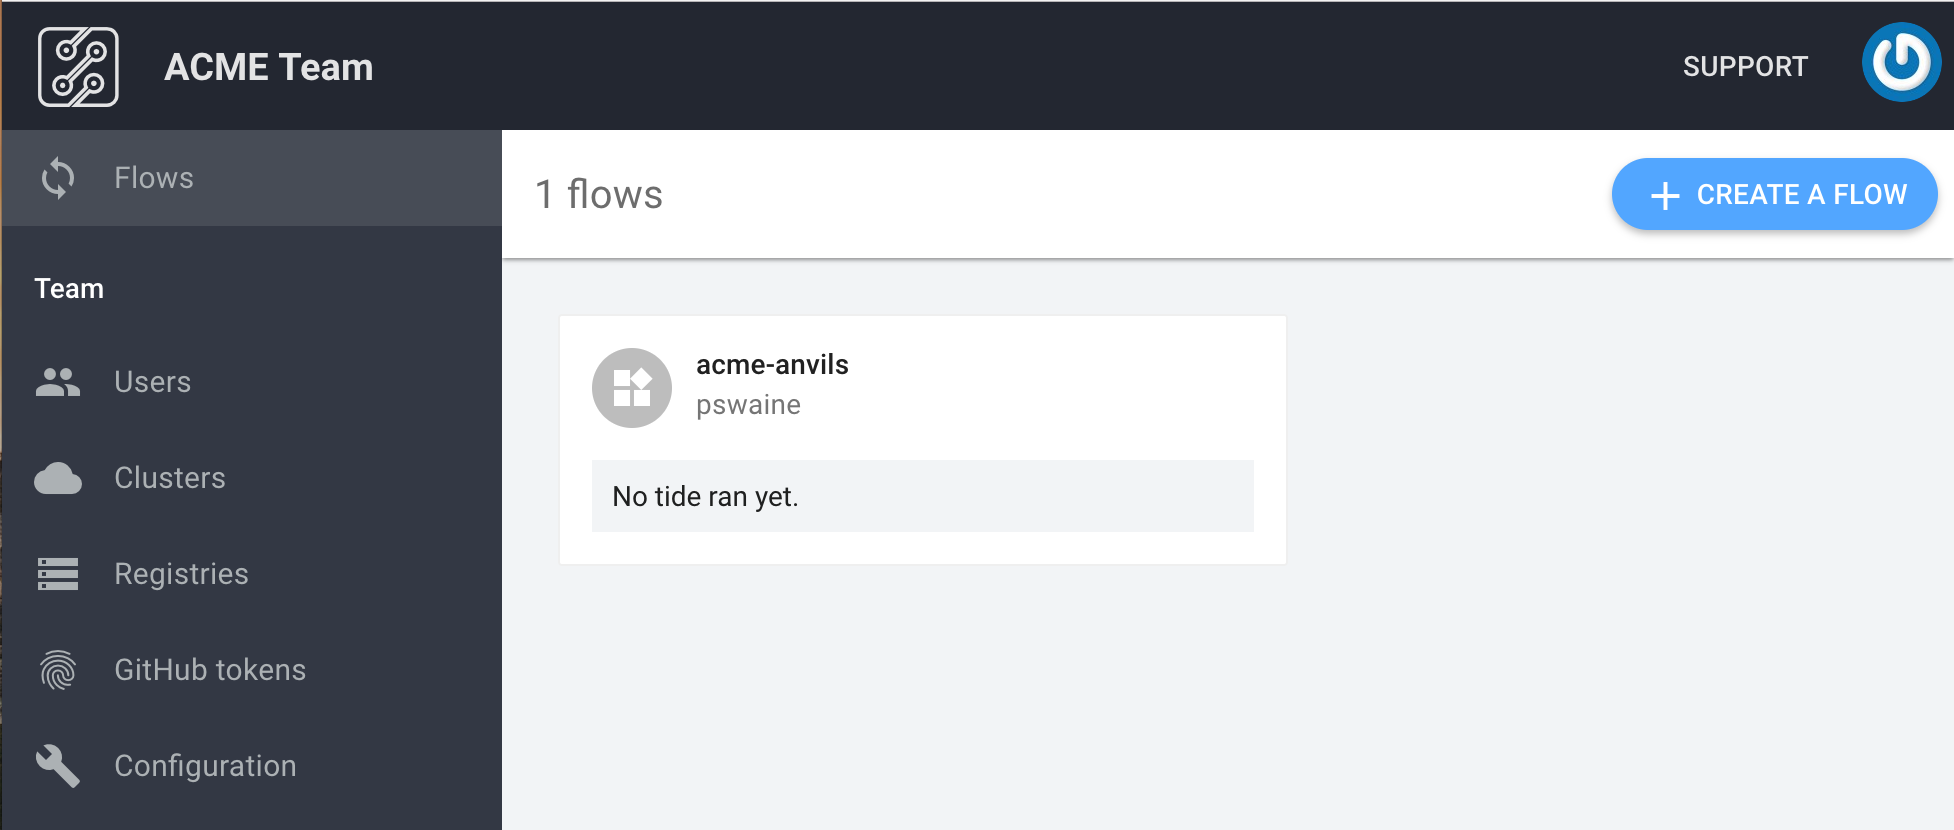 ACME Team
SUPPORT
Flows
Team
Users
Clusters
Registries
GitHub tokens
Configuration
1 flows
CREATE A FLOW
acme-anvils
pswaine
No tide ran yet.